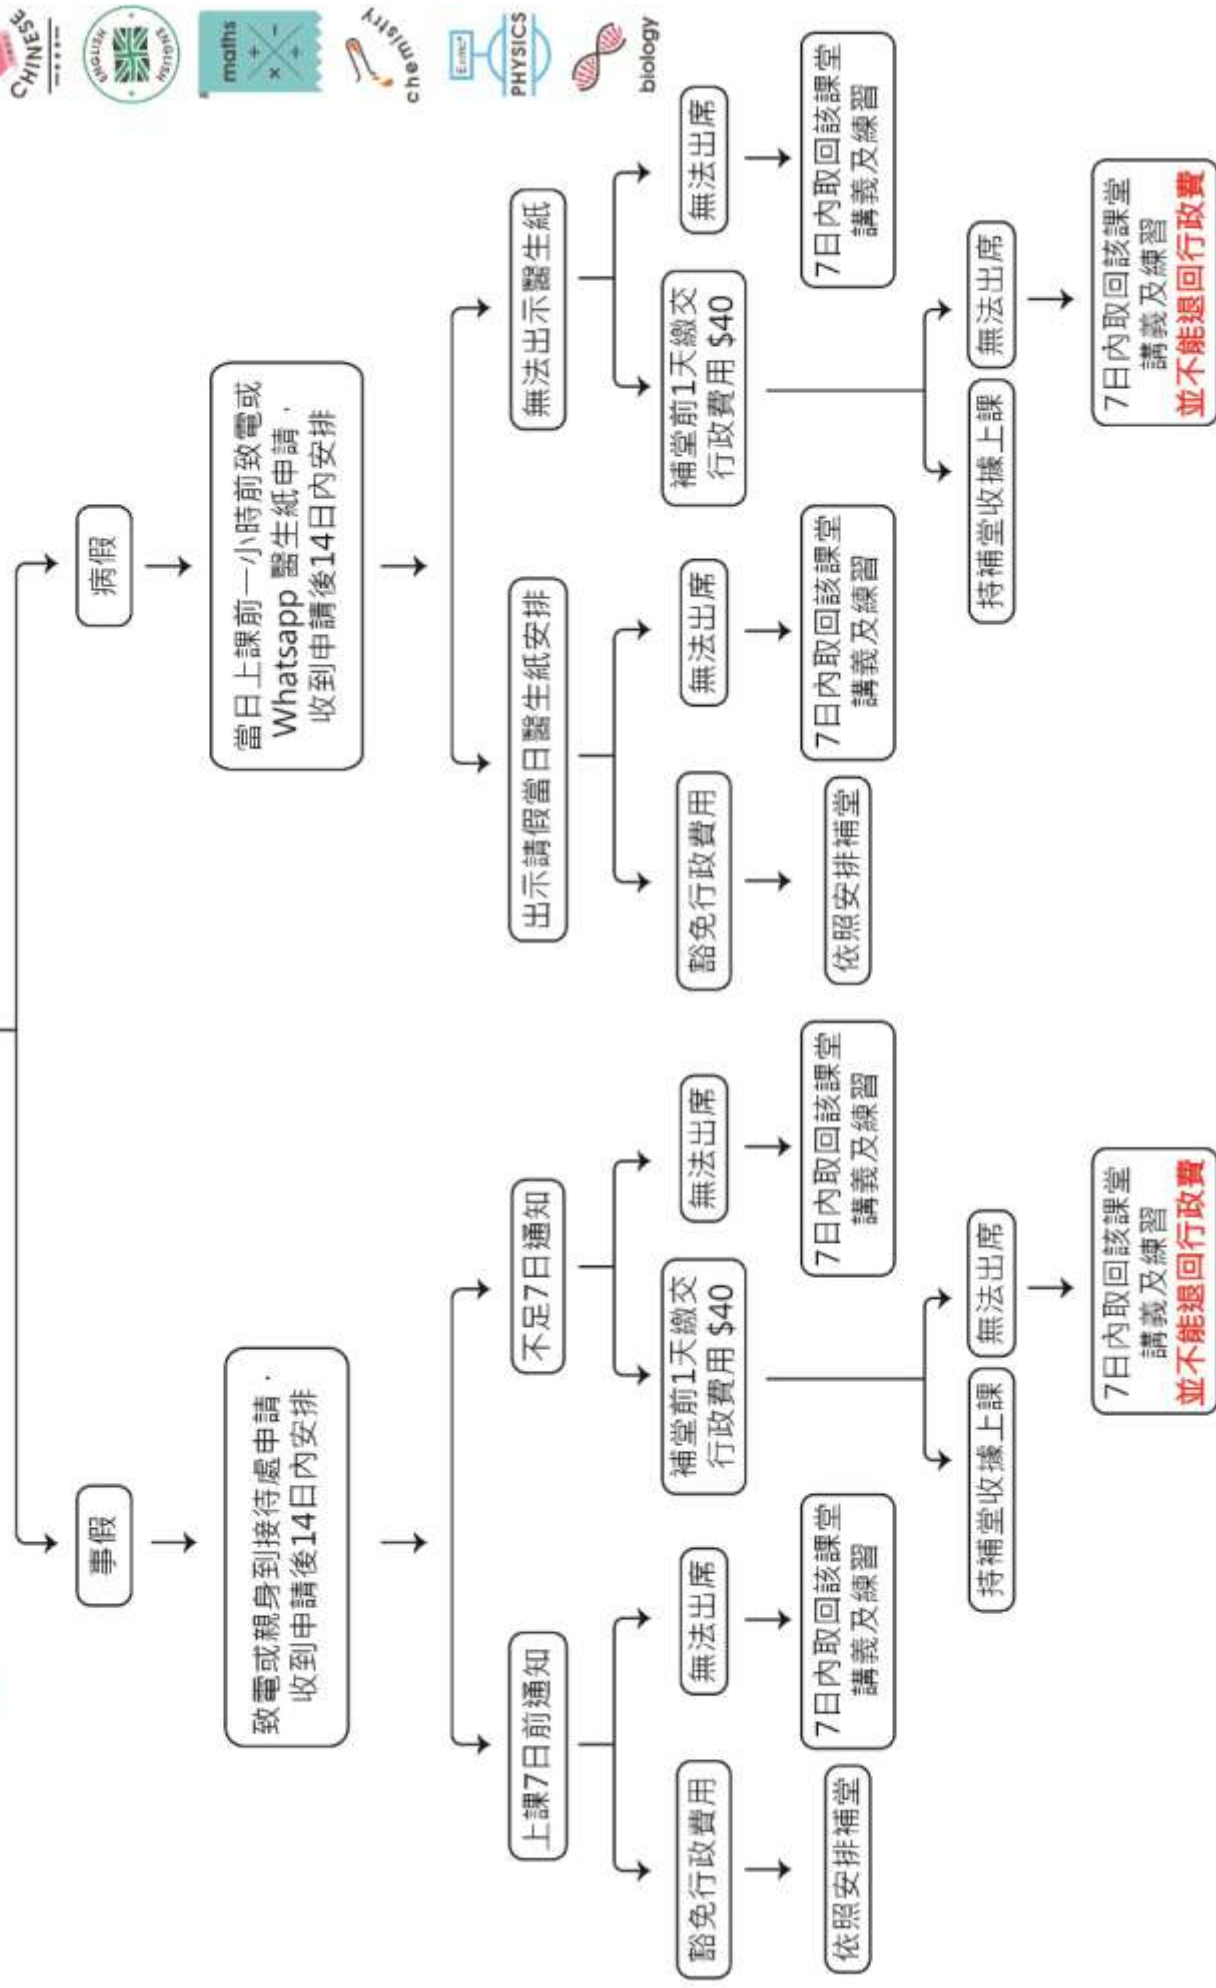 事假
病假
致電或親身到接待處申請，
收到申請後14日內安排
當日上課前一小時前致電或
Whatsapp 醫生紙申請，
收到申請後14日內安排
上課7日前通知
不足7日通知
出示請假當日醫生紙安排
無法出示醫生紙
豁免行政費用
無法出席
補堂前1天繳交
行政費用 $40
無法出席
豁免行政費用
無法出席
補堂前1天繳交
行政費用 $40
無法出席
依照安排補堂
7日內取回該課堂
講義及練習
7日內取回該課堂
講義及練習
依照安排補堂
7日內取回該課堂
講義及練習
7日內取回該課堂
講義及練習
持補堂收據上課
無法出席
持補堂收據上課
無法出席
7日內取回該課堂
講義及練習
並不能退回行政費
7日內取回該課堂
講義及練習
並不能退回行政費
CHINESE
ENGLISH
LESSONS
maths
chemistry
E=mc²
PHYSICS
biology